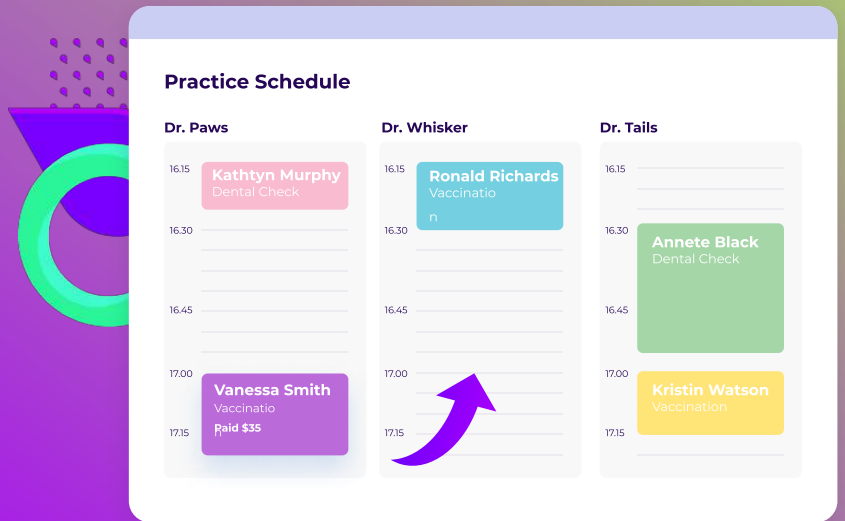 Practice Schedule
Dr. Paws
16.15
Kathtyn Murphy
Dental Check
16.30
16.45
17.00
Vanessa Smith
Vaccinatio
n
Paid $35
17.15
Dr. Whisker
16.15
Ronald Richards
Vaccinatio
n
16.30
16.45
17.00
17.15
Dr. Tails
16.15
16.30
Annete Black
Dental Check
16.45
17.00
Kristin Watson
Vaccination
17.15